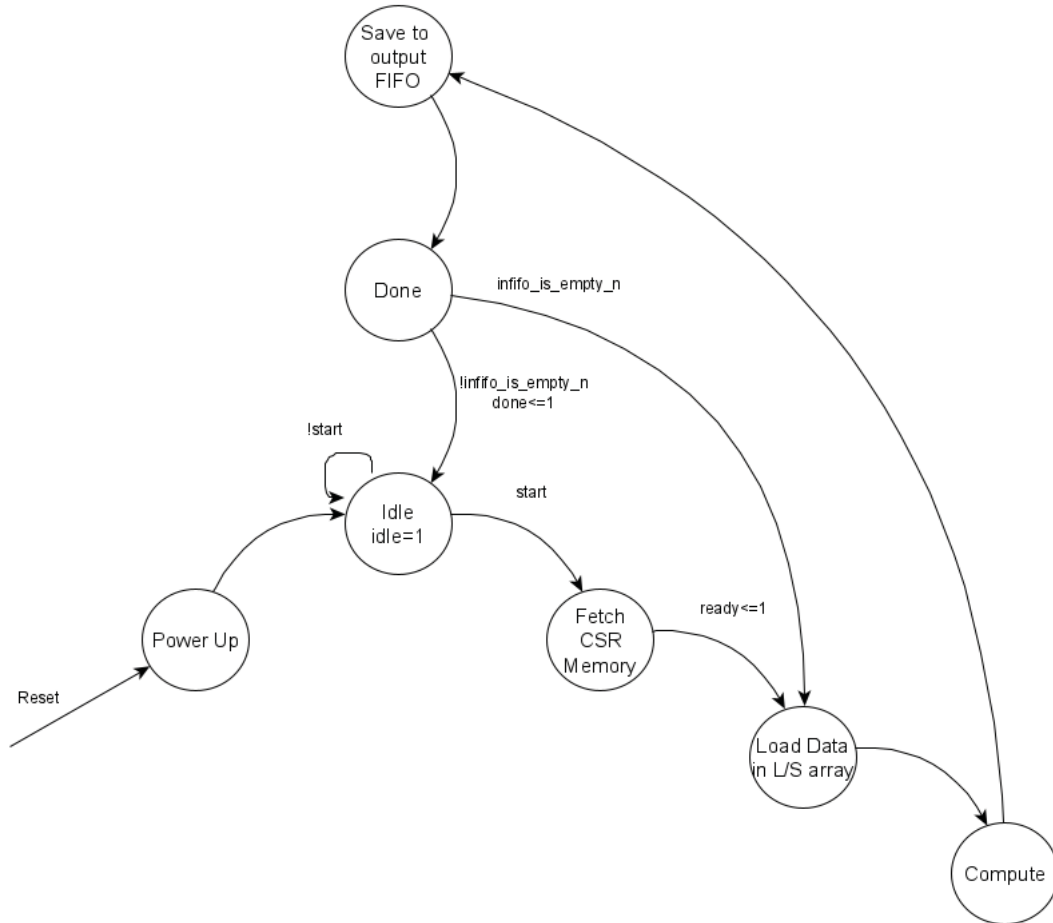 Save to
output
FIFO
Done
infifo_is_empty_n
!infifo_is_empty_n
done<=1
!start
Idle
idle=1
start
Power Up
Reset
Fetch
CSR
Memory
ready<=1
Load Data
in L/S array
Compute